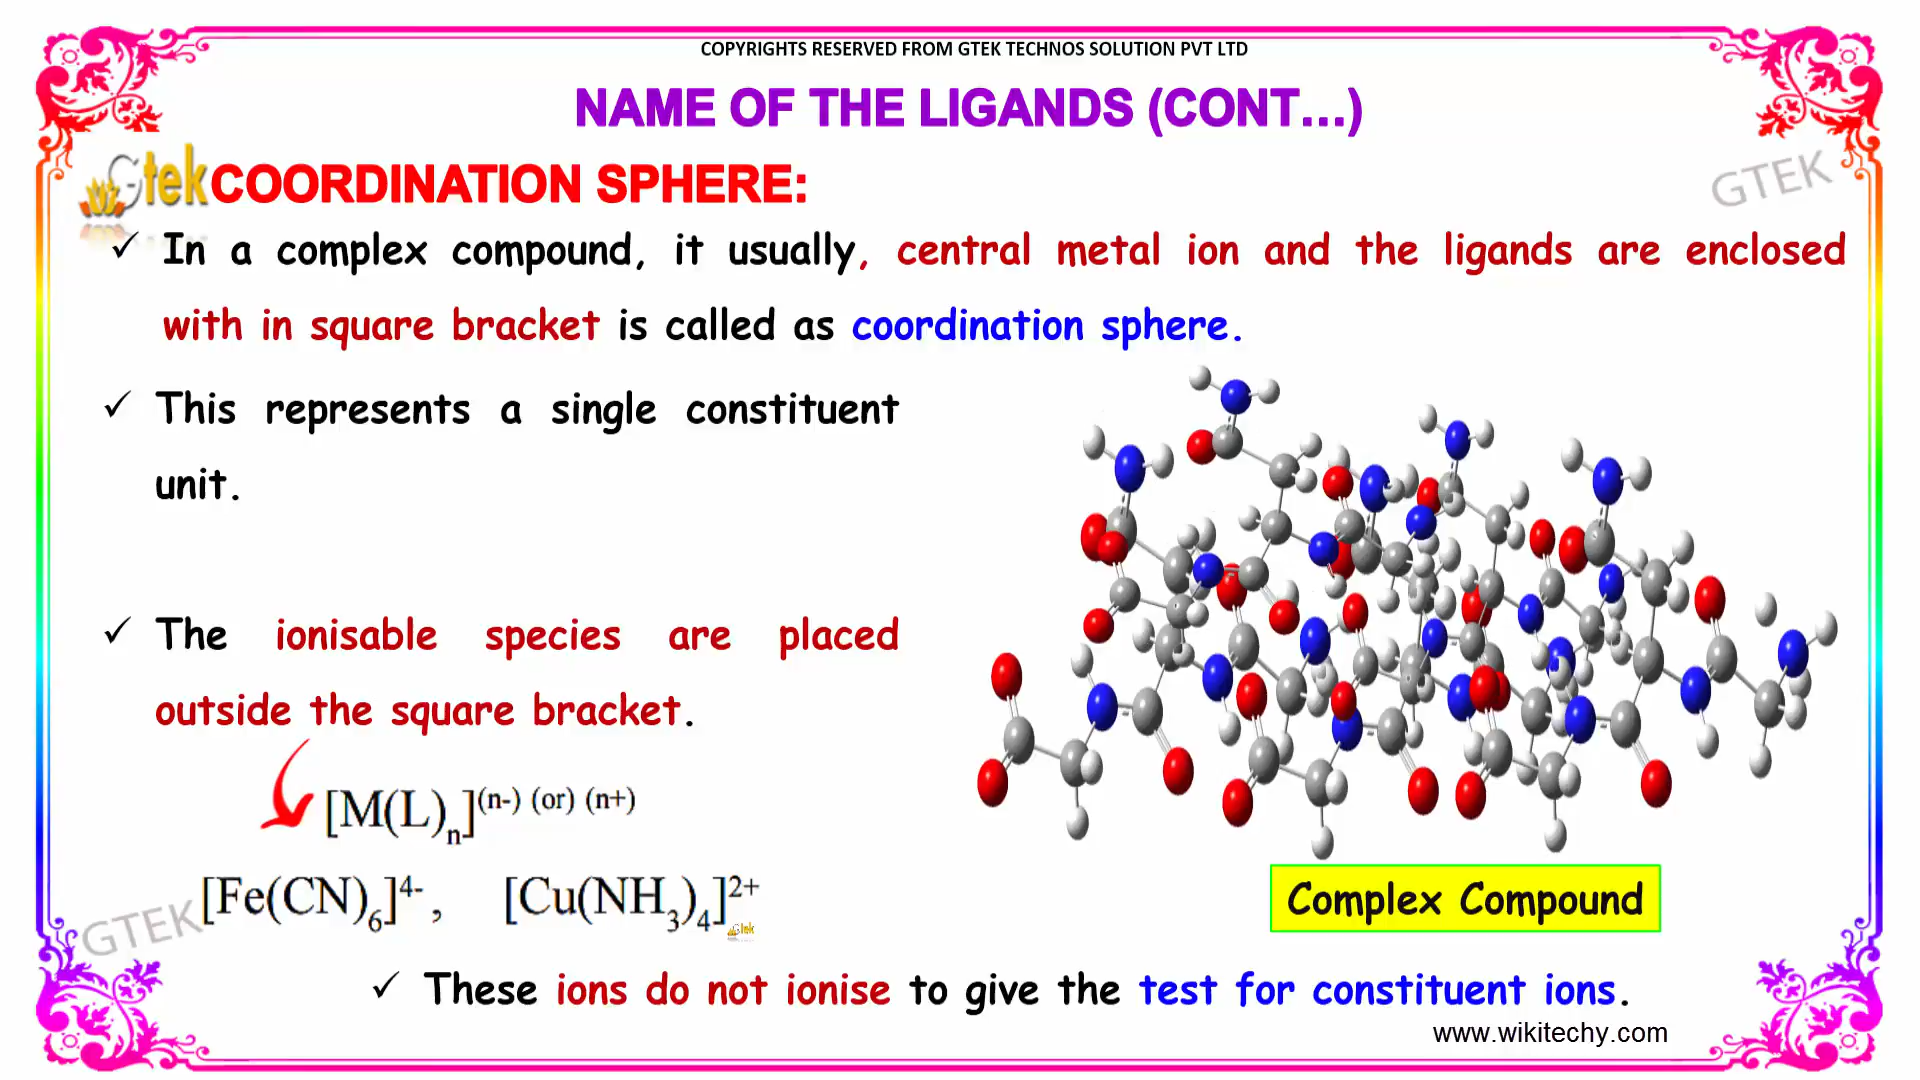 COPYRIGHTS RESERVED FROM GTEK TECHNOS SOLUTION PVT LTD
NAME OF THE LIGANDS (CONT...)
Gtek COORDINATION SPHERE:
GTEK
✓ In a complex compound, it usually, central metal ion and the ligands are enclosed
with in square bracket is called as coordination sphere.
✓ This represents a single constituent
unit.
✓ The ionisable species are placed
outside the square bracket.
[M(L)n](n-) (or) (n+)
[Fe(CN)6]4-, [Cu(NH3)4]2+
Gtek
GTEK
Complex Compound
✓ These ions do not ionise to give the test for constituent ions.
www.wikitechy.com
GTEK